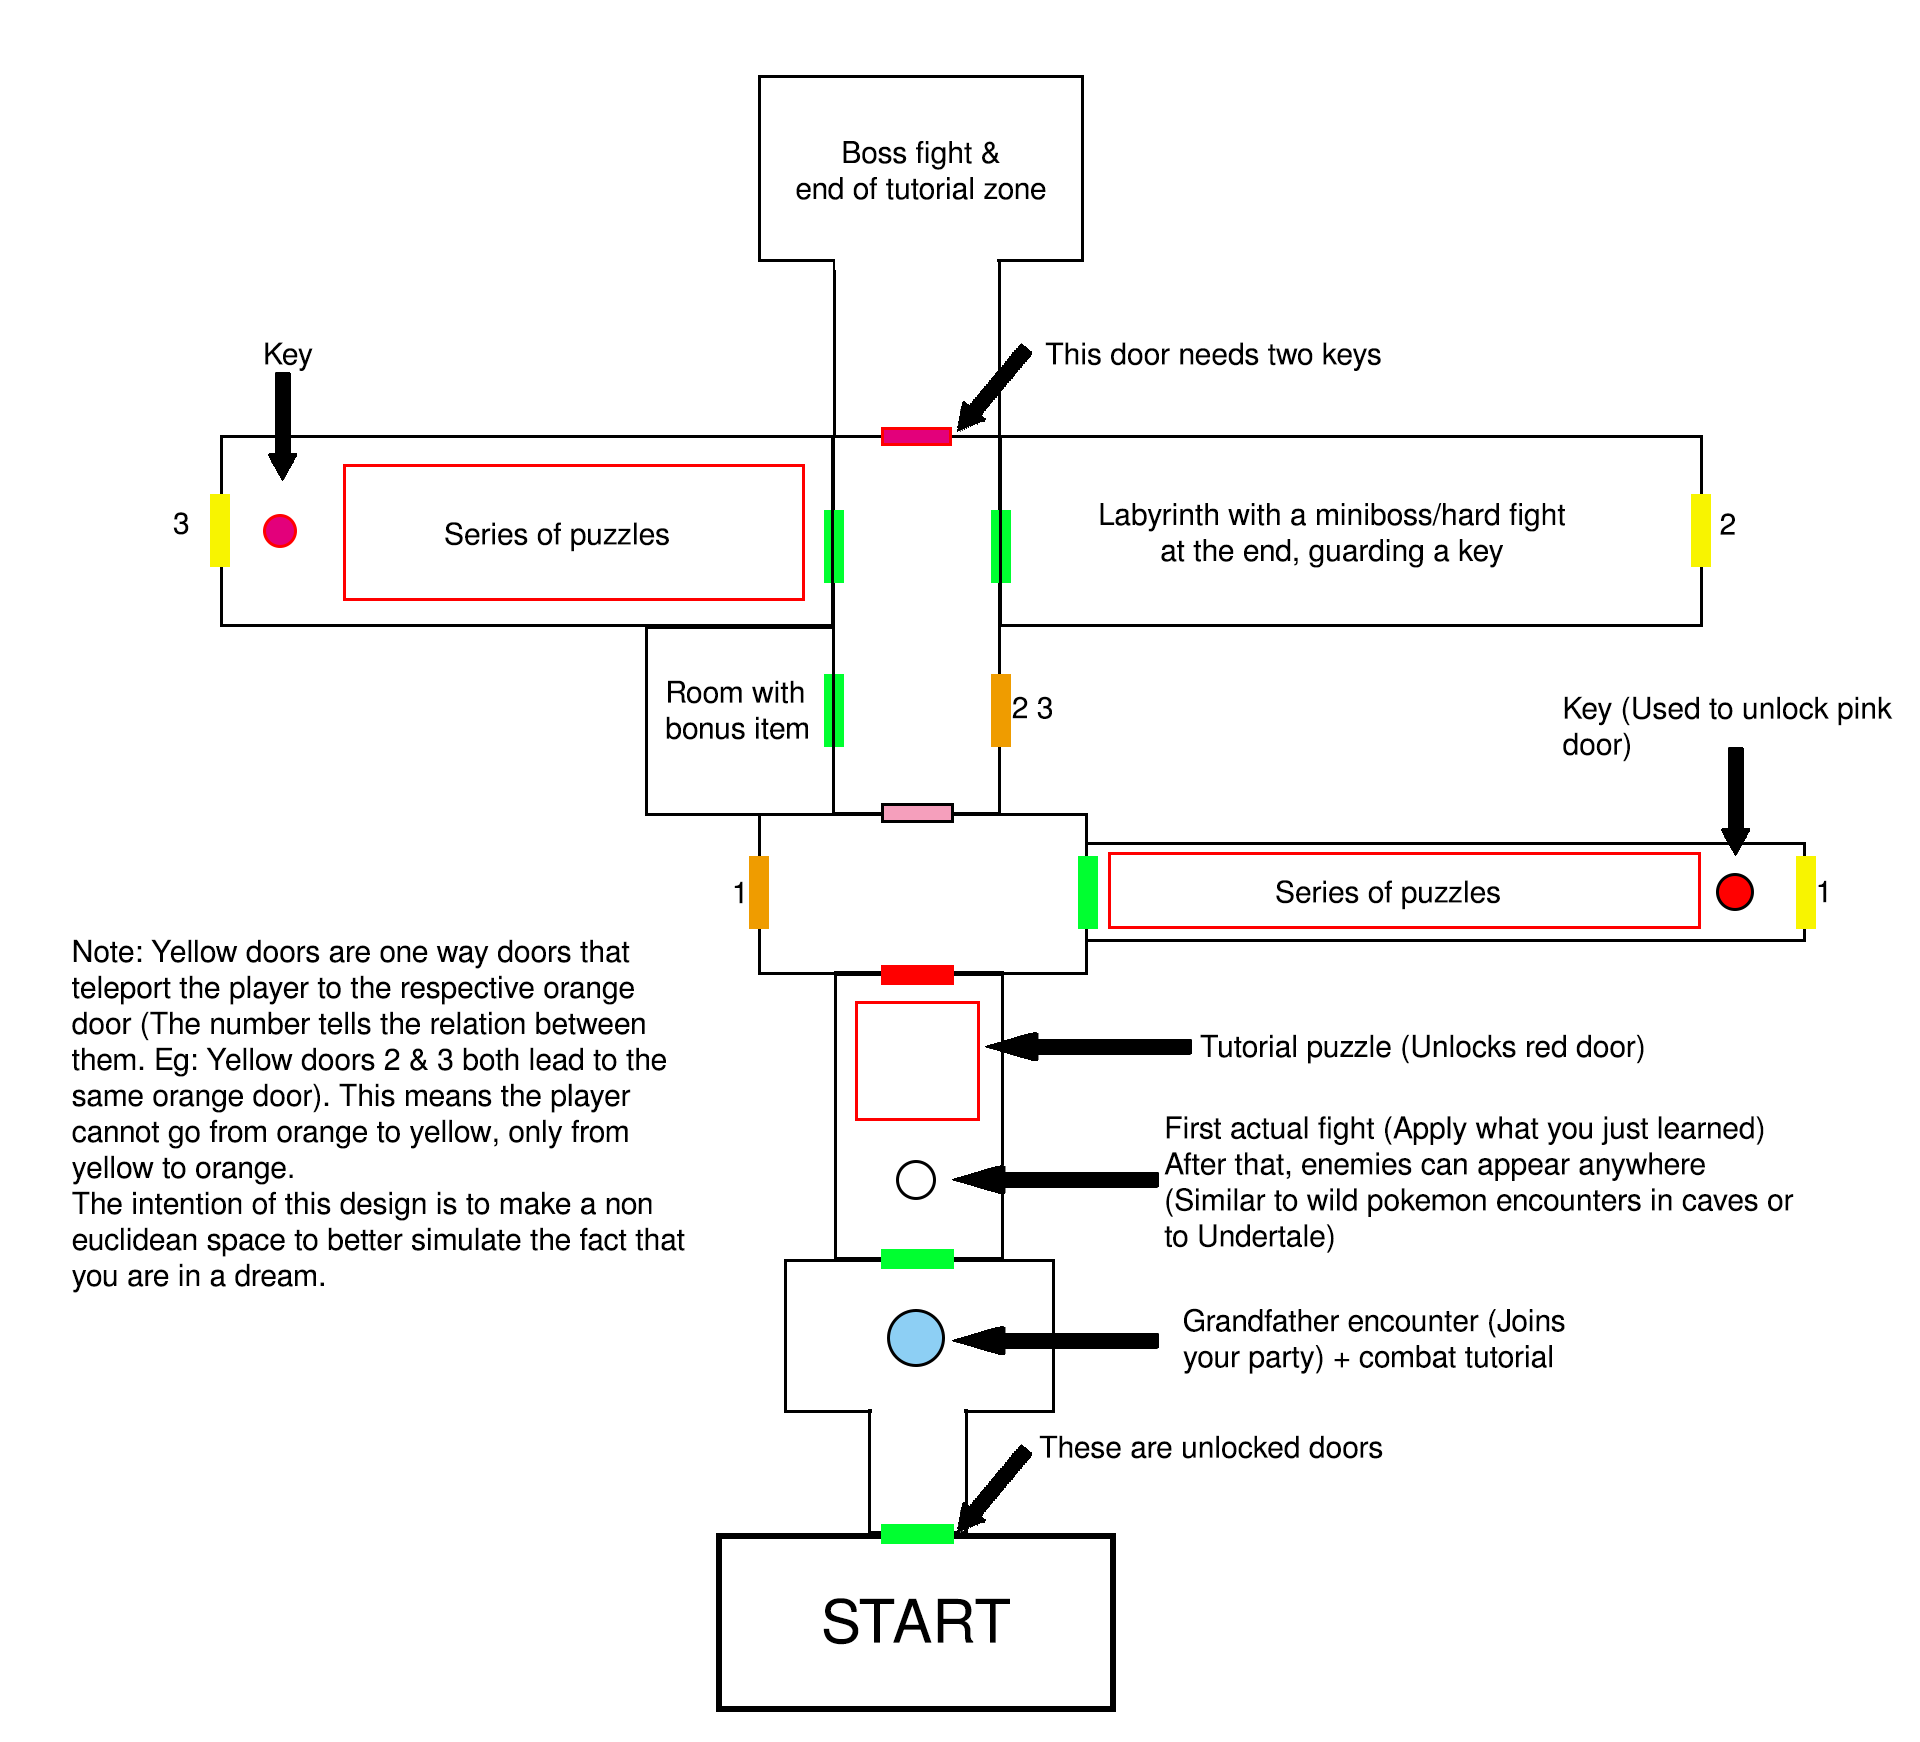 Boss fight &
end of tutorial zone
Key
This door needs two keys
3
Series of puzzles
Labyrinth with a miniboss/hard fight
at the end, guarding a key
2
Room with
bonus item
2 3
Key (Used to unlock pink
door)
1
Series of puzzles
1
Note: Yellow doors are one way doors that
teleport the player to the respective orange
door (The number tells the relation between
them. Eg: Yellow doors 2 & 3 both lead to the
same orange door). This means the player
cannot go from orange to yellow, only from
yellow to orange.
The intention of this design is to make a non
euclidean space to better simulate the fact that
you are in a dream.
Tutorial puzzle (Unlocks red door)
First actual fight (Apply what you just learned)
After that, enemies can appear anywhere
(Similar to wild pokemon encounters in caves or
to Undertale)
Grandfather encounter (Joins
your party) + combat tutorial
These are unlocked doors
START